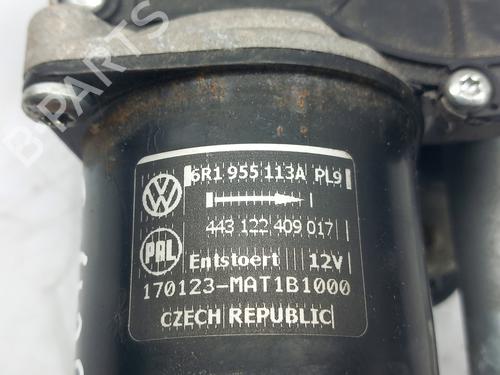 B-PARTS
6R1 955 113A PL9
443 122 409 017
PAL
Entstoert 12V
170123-MAT1B1000
CZECH REPUBLIC